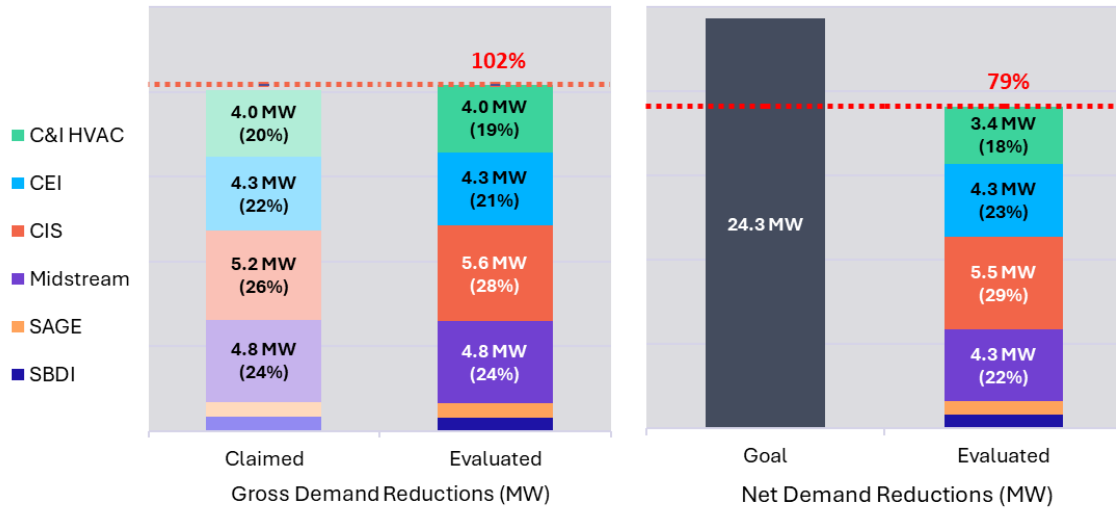 C&I HVAC
CEI
CIS
Midstream
SAGE
SBDI
102%
4.0 MW
(20%)
4.3 MW
(22%)
5.2 MW
(26%)
4.8 MW
(24%)
4.0 MW
(19%)
4.3 MW
(21%)
5.6 MW
(28%)
4.8 MW
(24%)
Claimed
Evaluated
Gross Demand Reductions (MW)
79%
24.3 MW
3.4 MW
(18%)
4.3 MW
(23%)
5.5 MW
(29%)
4.3 MW
(22%)
Goal
Evaluated
Net Demand Reductions (MW)